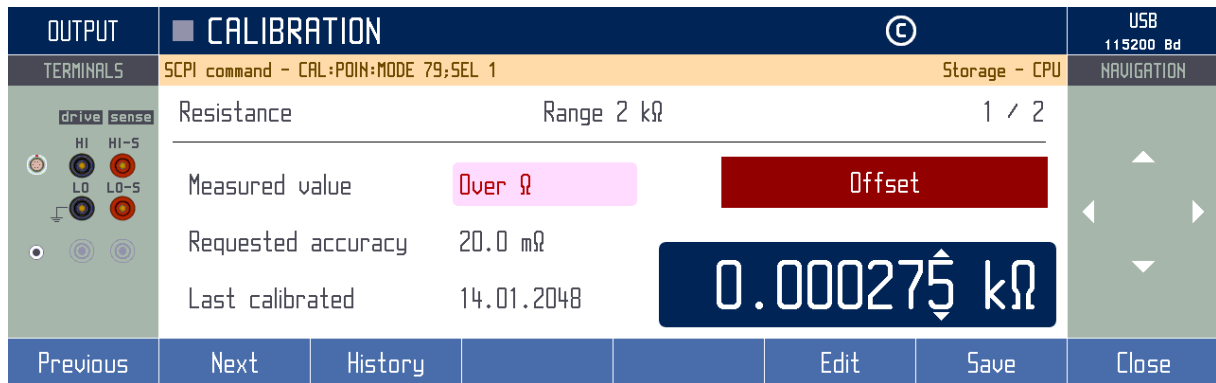 OUTPUT
CALIBRATION
©
USB
115200 Bd
TERMINALS
SCPI command - CAL:POIN:MODE 79;SEL 1
Storage - CPU
NAVIGATION
drive sense
HI HI-S
LO LO-S
Resistance
Range 2 kΩ
1 / 2
Measured value
Over Ω
Offset
Requested accuracy
20.0 mΩ
0.000275 kΩ
Last calibrated
14.01.2048
Previous
Next
History
Edit
Save
Close